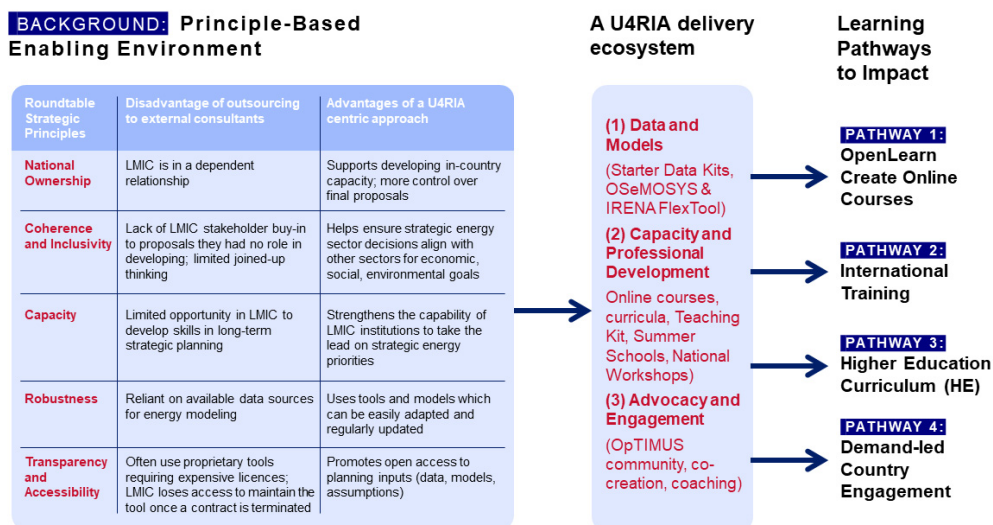 BACKGROUND: Principle-Based
Enabling Environment
Roundtable
Strategic
Principles
Disadvantage of outsourcing
to external consultants
Advantages of a U4RIA
centric approach
National
Ownership
LMIC is in a dependent
relationship
Supports developing in-country
capacity; more control over
final proposals
Coherence
and Inclusivity
Lack of LMIC stakeholder buy-in
to proposals they had no role in
developing; limited joined-up
thinking
Helps ensure strategic energy
sector decisions align with
other sectors for economic,
social, environmental goals
Capacity
Limited opportunity in LMIC to
develop skills in long-term
strategic planning
Strengthens the capability of
LMIC institutions to take the
lead on strategic energy
priorities
Robustness
Reliant on available data sources
for energy modeling
Uses tools and models which
can be easily adapted and
regularly updated
Transparency
and
Accessibility
Often use proprietary tools
requiring expensive licences;
LMIC loses access to maintain the
tool once a contract is terminated
Promotes open access to
planning inputs (data, models,
assumptions)
A U4RIA delivery
ecosystem
(1) Data and
Models
(Starter Data Kits,
OSeMOSYS &
IRENA FlexTool)
(2) Capacity and
Professional
Development
Online courses,
curricula, Teaching
Kit, Summer
Schools, National
Workshops)
(3) Advocacy and
Engagement
(OpTIMUS
community, co-
creation, coaching)
Learning
Pathways
to Impact
PATHWAY 1:
OpenLearn
Create Online
Courses
PATHWAY 2:
International
Training
PATHWAY 3:
Higher Education
Curriculum (HE)
PATHWAY 4:
Demand-led
Country
Engagement